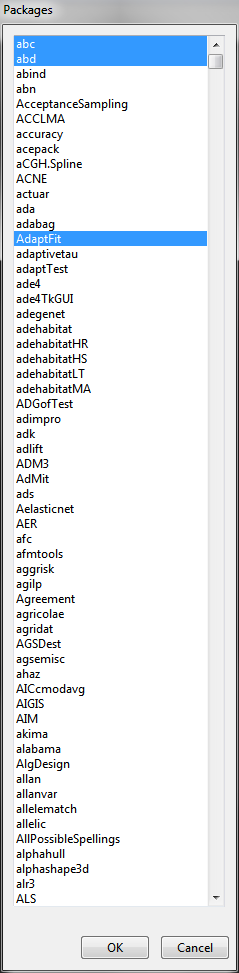 Packages
abc
abd
abind
abn
AcceptanceSampling
ACCLMA
accuracy
acepack
aCGH.Spline
ACNE
actuar
ada
adabag
AdaptFit
adaptivetau
adaptTest
ade4
ade4TkGUI
adegenet
adehabitat
adehabitatHR
adehabitatHS
adehabitatLT
adehabitatMA
ADGofTest
adimpro
adk
adlift
ADM3
AdMit
ads
Aelasticnet
AER
afc
afmtools
aggrisk
agilp
Agreement
agricolae
agridat
AGSDest
agsemisc
ahaz
AICcmodavg
AIGIS
AIM
akima
alabama
AlgDesign
allan
allanvar
allelematch
allelic
AllPossibleSpellings
alphahull
alphashape3d
alr3
ALS
OK Cancel